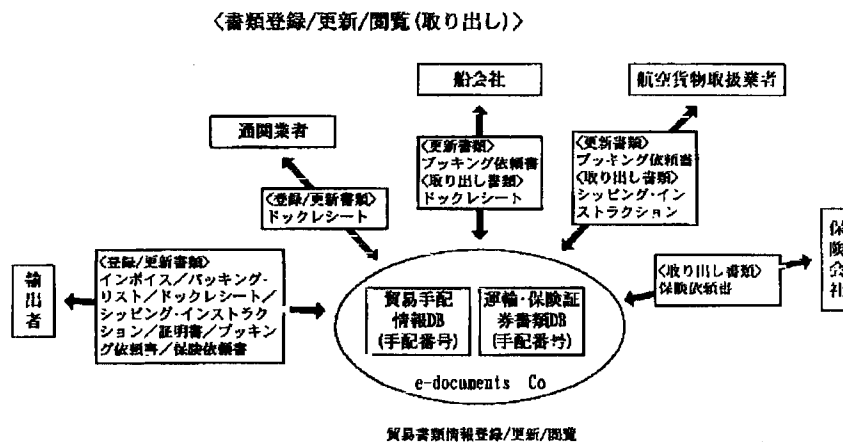 〈書類登録/更新/閲覧(取り出し)〉
船会社
航空貨物取扱業者
通関業者
〈更新書類〉
ブッキング依頼書
〈取り出し書類〉
ドックレシート
〈更新書類〉
ブッキング依頼書
〈取り出し書類〉
シッピング・イン
ストラクション
〈登録/更新書類〉
ドックレシート
保険会社
輸出者
〈登録/更新書類〉
インボイス/パッキング・
リスト/ドックレシート/
シッピング・インストラク
ション/証明書/ブッキン
グ依頼書/保険依頼書
〈取り出し書類〉
保険依頼書
貿易手配
情報DB
(手配番号)
運輸・保険証
券書類DB
(手配番号)
e-documents Co
貿易書類情報登録/更新/閲覧